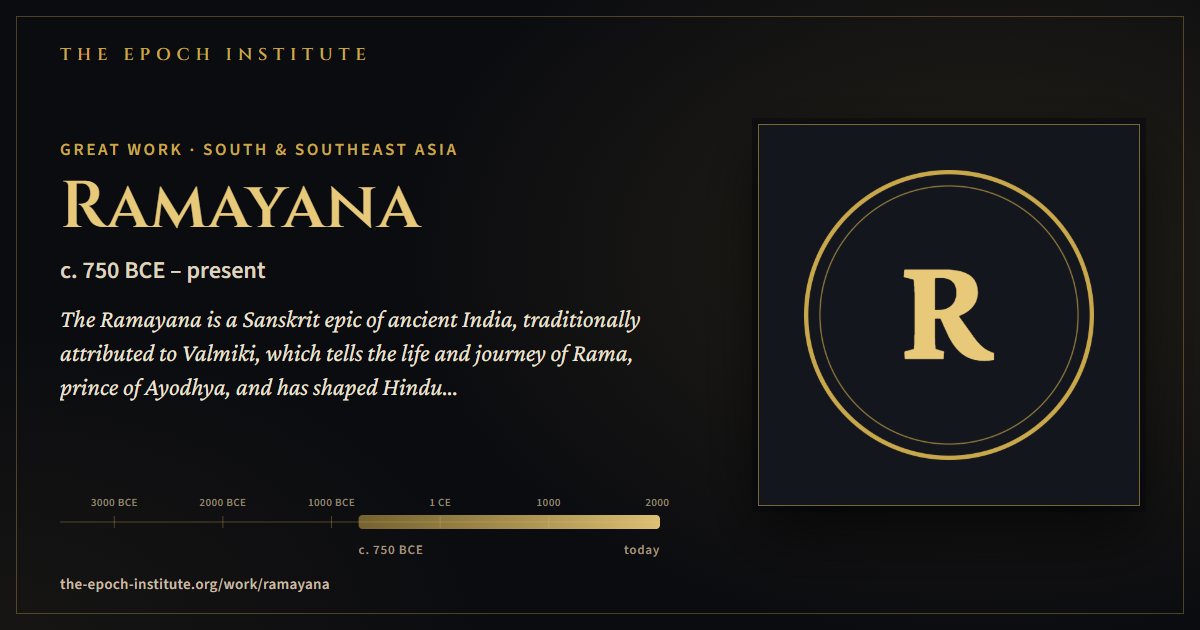 THE EPOCH INSTITUTE
GREAT WORK · SOUTH & SOUTHEAST ASIA
RAMAYANA
c. 750 BCE – present
The Ramayana is a Sanskrit epic of ancient India, traditionally
attributed to Valmiki, which tells the life and journey of Rama,
prince of Ayodhya, and has shaped Hindu...
R
3000 BCE 2000 BCE 1000 BCE 1 CE 1000 2000
c. 750 BCE today
the-epoch-institute.org/work/ramayana